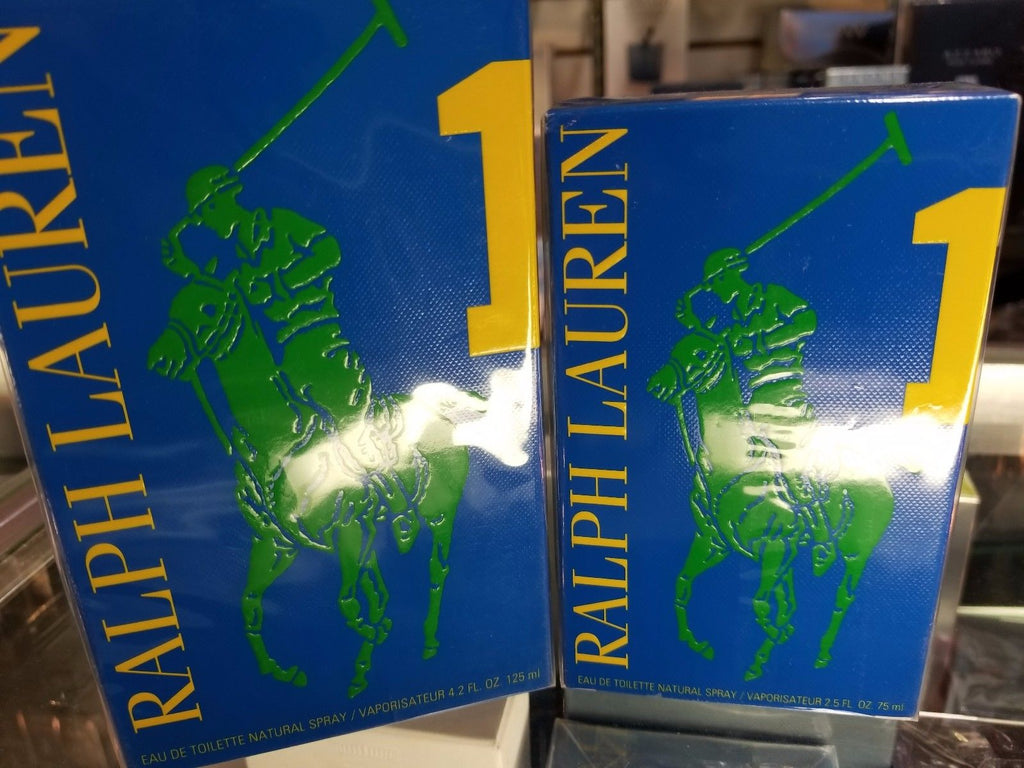 RALPH LAUREN
1
EAU DE TOILETTE NATURAL SPRAY / VAPORISATEUR 4.2 FL. OZ. 125 ml
RALPH LAUREN
1
EAU DE TOILETTE NATURAL SPRAY / VAPORISATEUR 2.5 FL. OZ. 75 ml